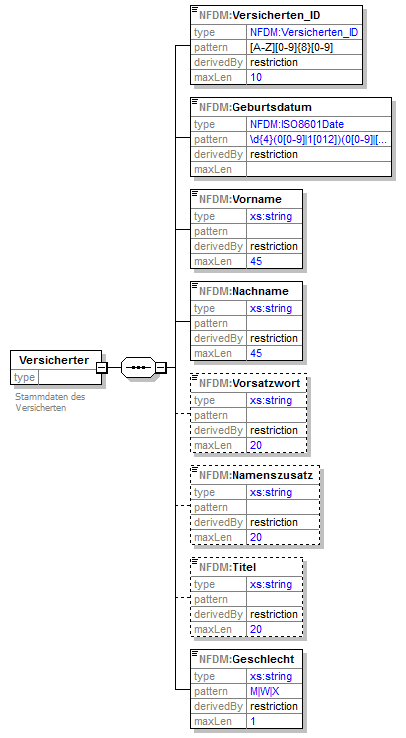 NFDM:Versicherten_ID
type NFDM:Versicherten_ID
pattern [A-Z][0-9]{8}[0-9]
derivedBy restriction
maxLen 10
NFDM:Geburtsdatum
type NFDM:ISO8601Date
pattern \d{4}(0[0-9]|1[012])(0[0-9]|[...
derivedBy restriction
maxLen
NFDM:Vorname
type xs:string
pattern
derivedBy restriction
maxLen 45
NFDM:Nachname
type xs:string
pattern
derivedBy restriction
maxLen 45
Versicherter
type
Stammdaten des
Versicherten
NFDM:Vorsatzwort
type xs:string
pattern
derivedBy restriction
maxLen 20
NFDM:Namenszusatz
type xs:string
pattern
derivedBy restriction
maxLen 20
NFDM:Titel
type xs:string
pattern
derivedBy restriction
maxLen 20
NFDM:Geschlecht
type xs:string
pattern M|W|X
derivedBy restriction
maxLen 1